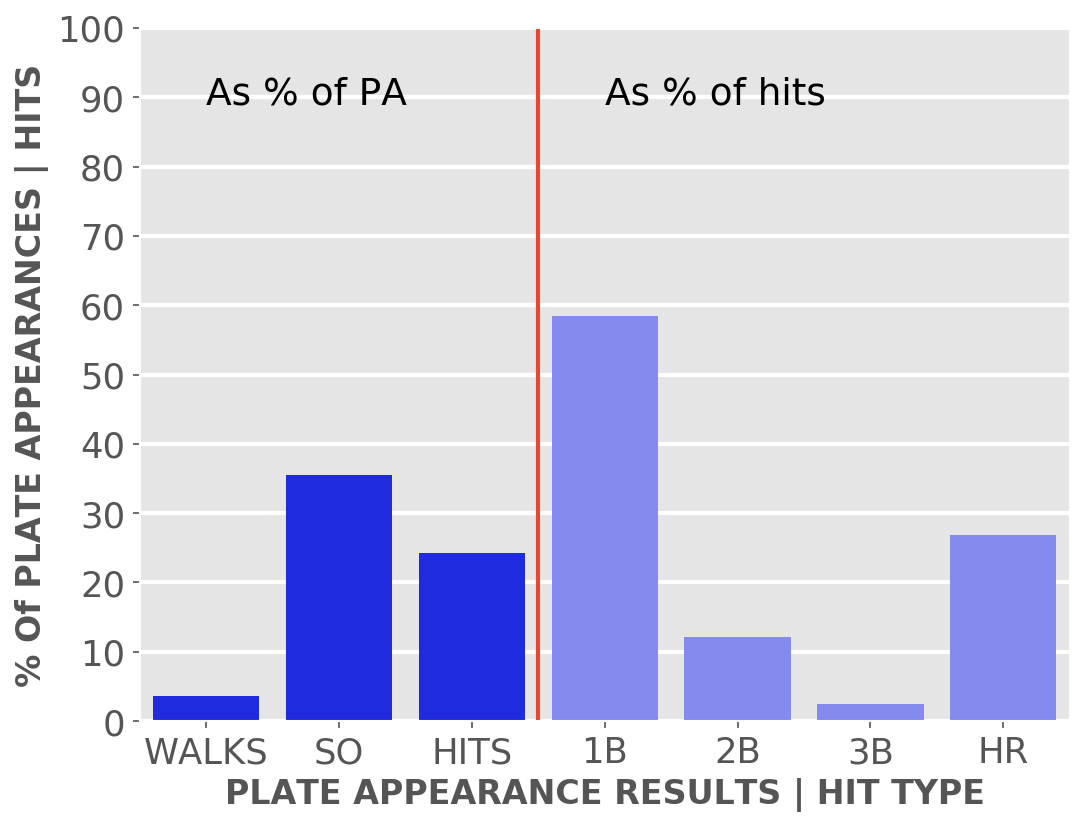 % Of PLATE APPEARANCES | HITS
100
90
80
70
60
50
40
30
20
10
0
As % of PA
As % of hits
WALKS SO HITS 1B 2B 3B HR
PLATE APPEARANCE RESULTS | HIT TYPE